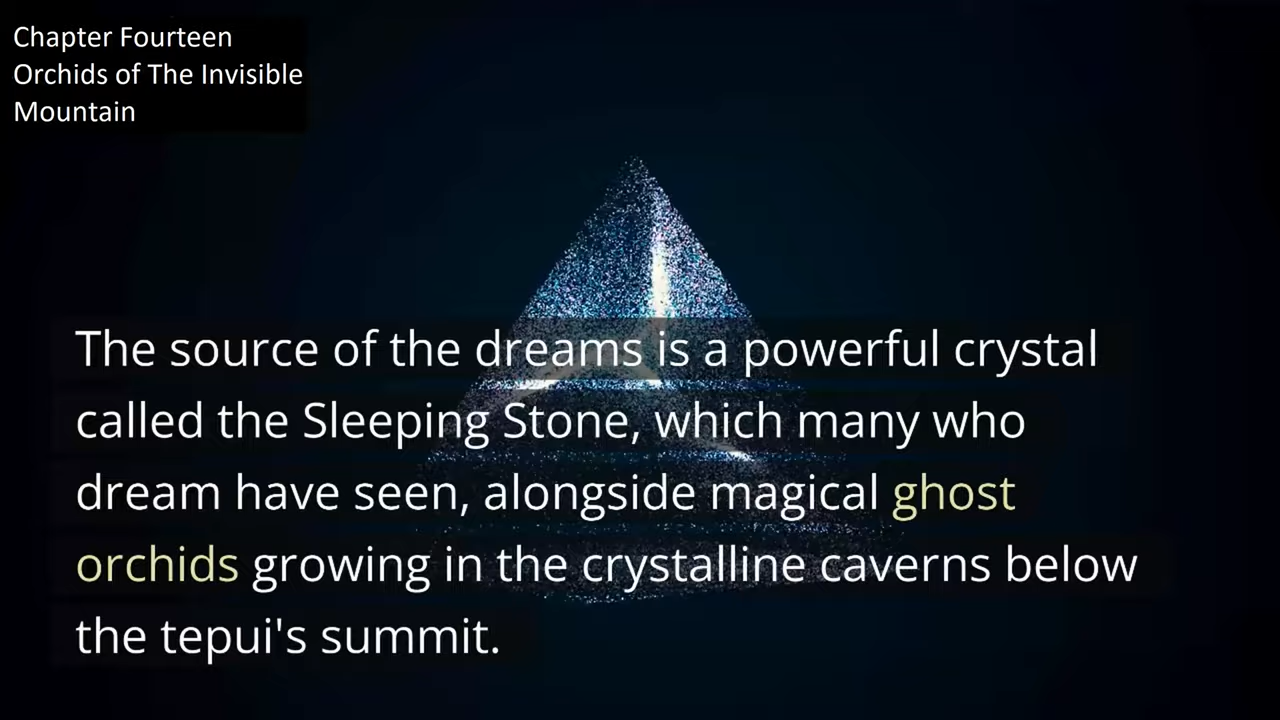 Chapter Fourteen
Orchids of The Invisible
Mountain
The source of the dreams is a powerful crystal
called the Sleeping Stone, which many who
dream have seen, alongside magical ghost
orchids growing in the crystalline caverns below
the tepui's summit.